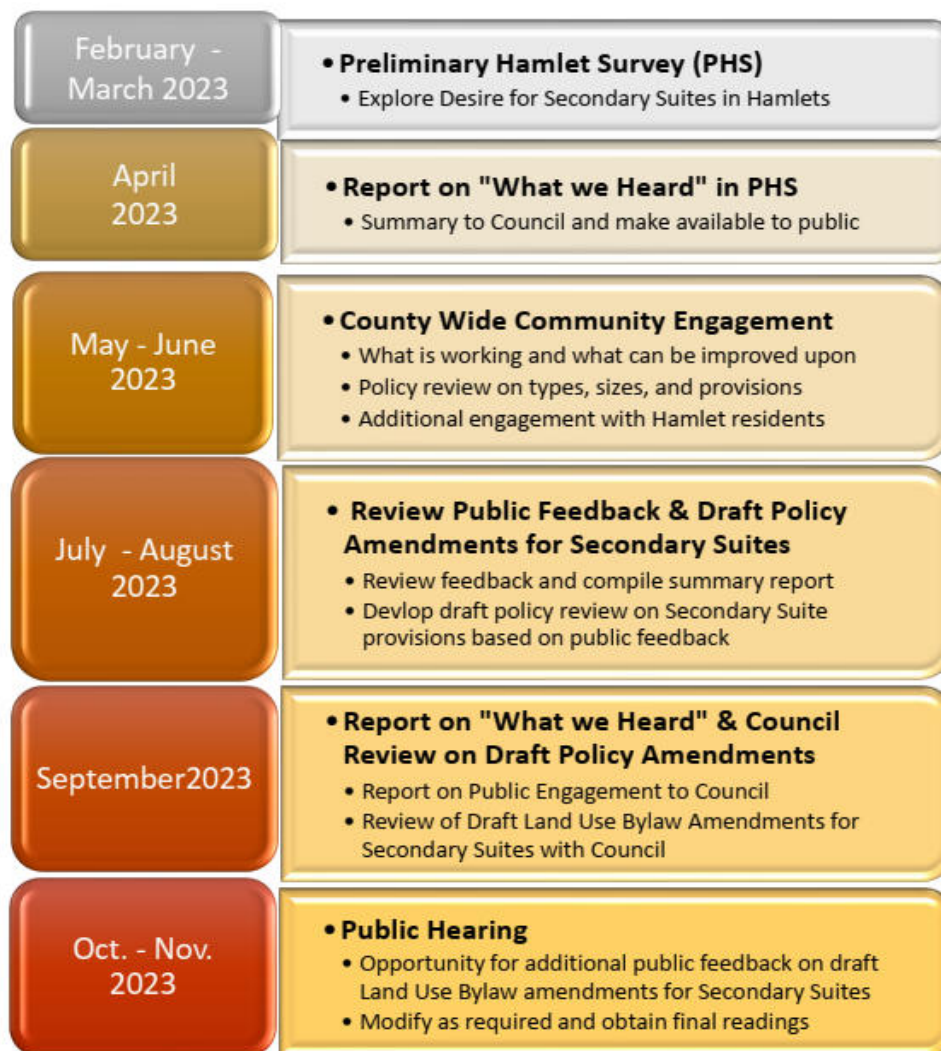 February -
March 2023
• Preliminary Hamlet Survey (PHS)
• Explore Desire for Secondary Suites in Hamlets
April
2023
• Report on "What we Heard" in PHS
• Summary to Council and make available to public
May - June
2023
• County Wide Community Engagement
• What is working and what can be improved upon
• Policy review on types, sizes, and provisions
• Additional engagement with Hamlet residents
July - August
2023
• Review Public Feedback & Draft Policy
Amendments for Secondary Suites
• Review feedback and compile summary report
• Devlop draft policy review on Secondary Suite
provisions based on public feedback
September2023
• Report on "What we Heard" & Council
Review on Draft Policy Amendments
• Report on Public Engagement to Council
• Review of Draft Land Use Bylaw Amendments for
Secondary Suites with Council
Oct. - Nov.
2023
• Public Hearing
• Opportunity for additional public feedback on draft
Land Use Bylaw amendments for Secondary Suites
• Modify as required and obtain final readings